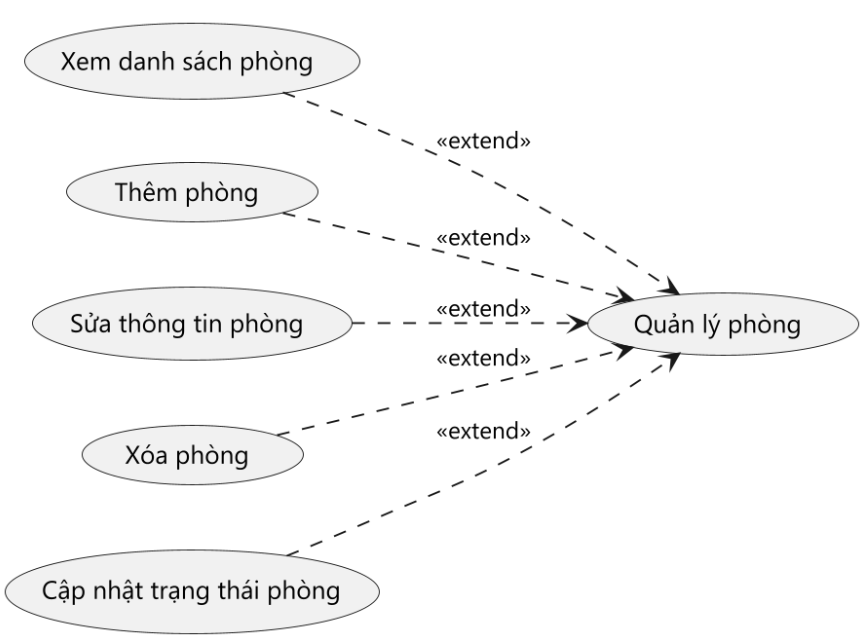 Xem danh sách phòng
«extend»
Thêm phòng
«extend»
Sửa thông tin phòng
«extend»
Quản lý phòng
«extend»
Xóa phòng
«extend»
Cập nhật trạng thái phòng